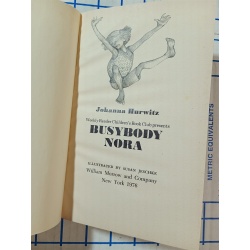 Johanna Hurwitz
Weekly Reader Children's Book Club presents
BUSYBODY
NORA
ILLUSTRATED BY SUSAN JESCHKE
William Morrow and Company
New York 1976
METRIC EQUIVALENTS